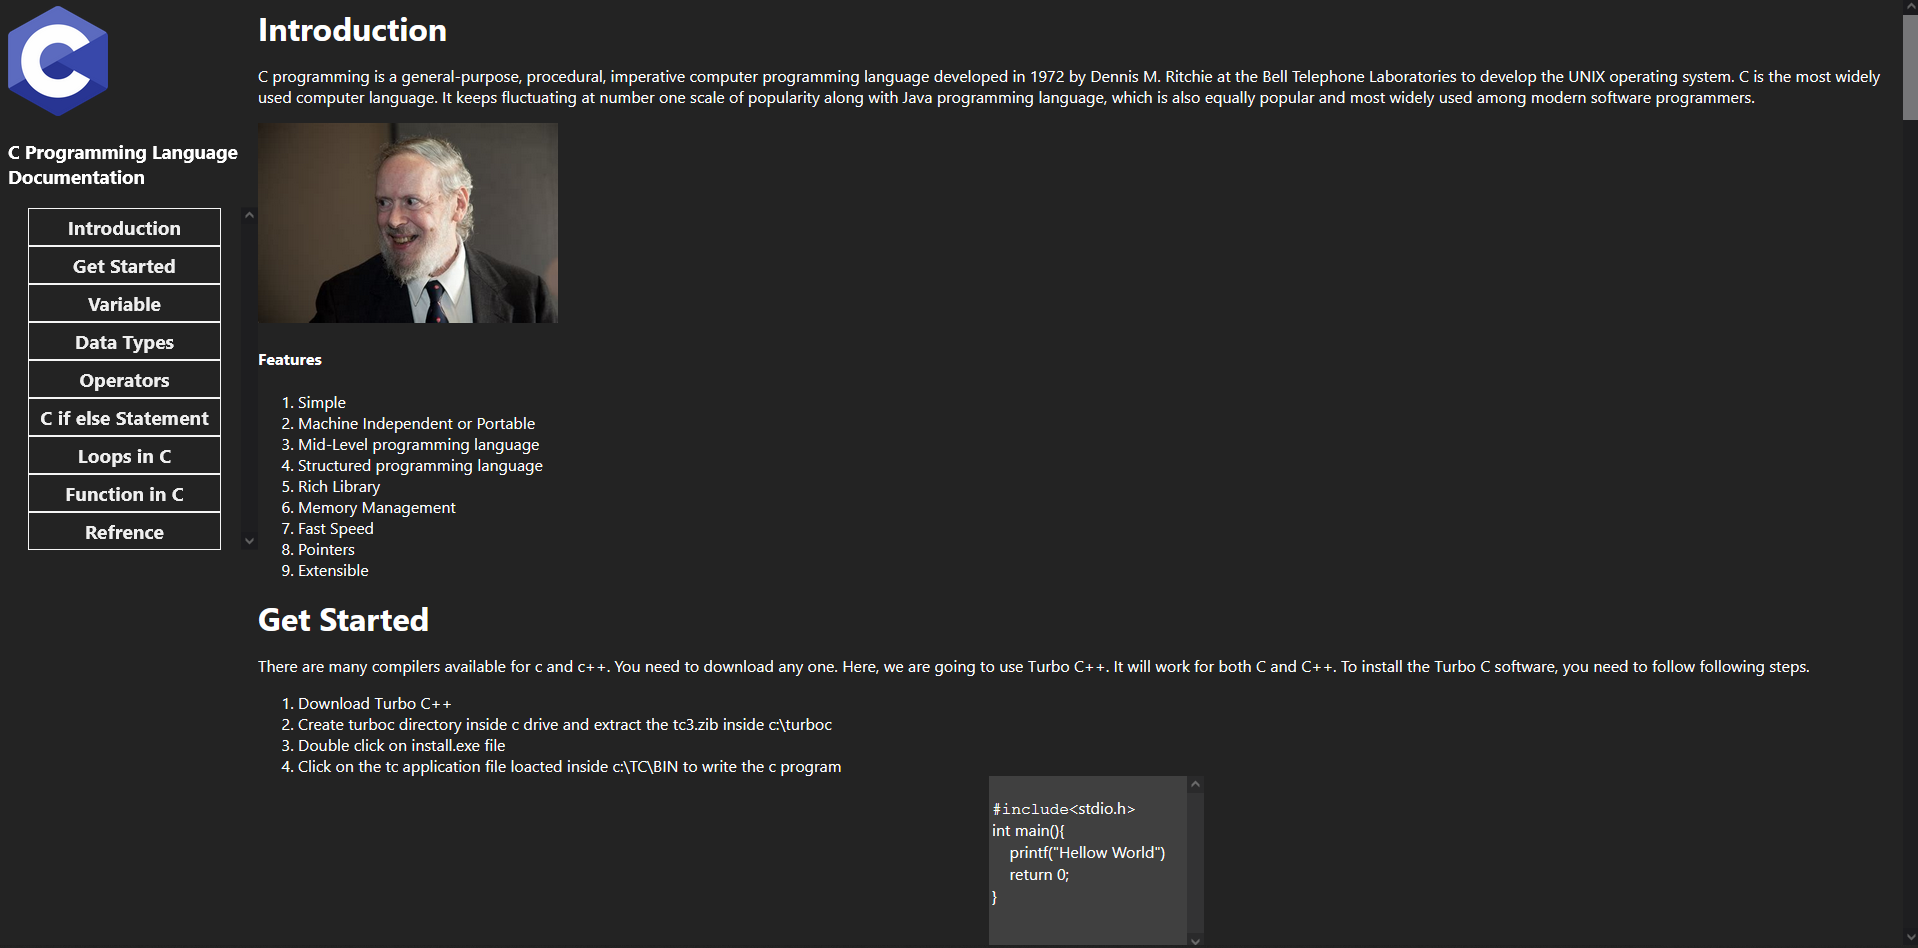 C Programming Language
Documentation
Introduction
Get Started
Variable
Data Types
Operators
C if else Statement
Loops in C
Function in C
Refrence
Introduction
C programming is a general-purpose, procedural, imperative computer programming language developed in 1972 by Dennis M. Ritchie at the Bell Telephone Laboratories to develop the UNIX operating system. C is the most widely
used computer language. It keeps fluctuating at number one scale of popularity along with Java programming language, which is also equally popular and most widely used among modern software programmers.
Features
1. Simple
2. Machine Independent or Portable
3. Mid-Level programming language
4. Structured programming language
5. Rich Library
6. Memory Management
7. Fast Speed
8. Pointers
9. Extensible
Get Started
There are many compilers available for c and c++. You need to download any one. Here, we are going to use Turbo C++. It will work for both C and C++. To install the Turbo C software, you need to follow following steps.
1. Download Turbo C++
2. Create turboc directory inside c drive and extract the tc3.zib inside c:\turboc
3. Double click on install.exe file
4. Click on the tc application file loacted inside c:\TC\BIN to write the c program
#include<stdio.h>
int main(){
    printf("Hellow World")
    return 0;
}